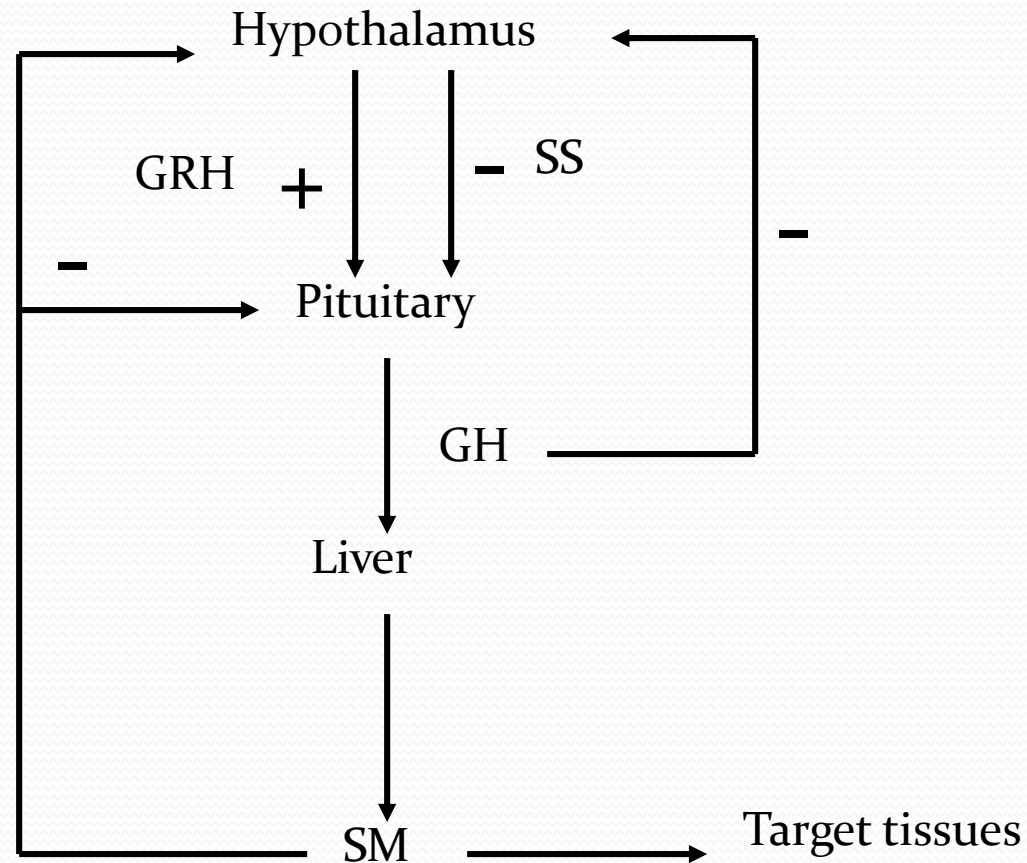 Hypothalamus
GRH
+
-
SS
-
-
Pituitary
GH
Liver
SM
Target tissues